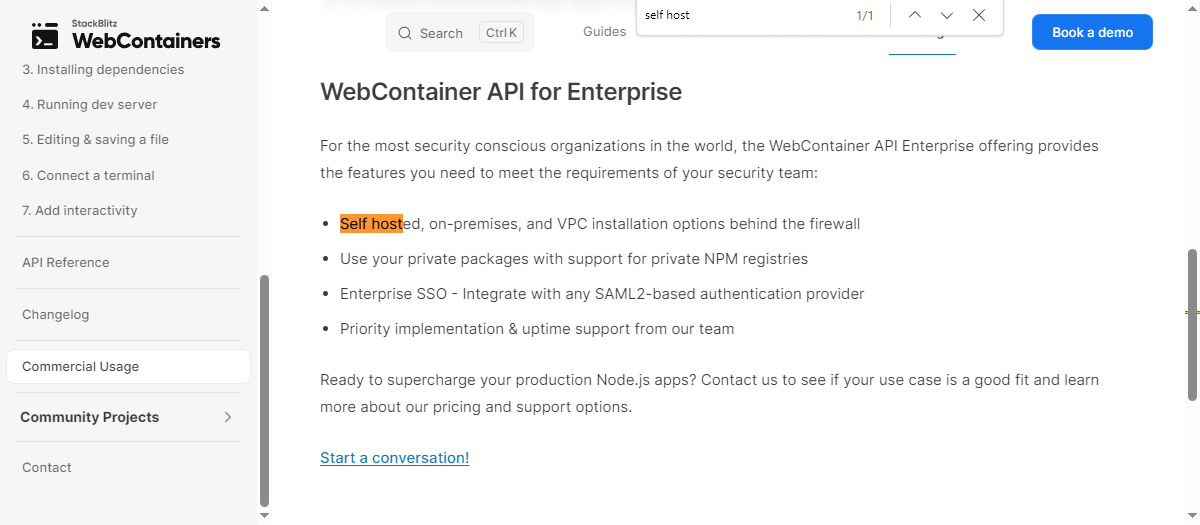 StackBlitz
WebContainers
3. Installing dependencies
4. Running dev server
5. Editing & saving a file
6. Connect a terminal
7. Add interactivity
API Reference
Changelog
Commercial Usage
Community Projects
Contact
Search
Ctrl K
Guides
self host
1/1
Book a demo
WebContainer API for Enterprise
For the most security conscious organizations in the world, the WebContainer API Enterprise offering provides
the features you need to meet the requirements of your security team:
• Self hosted, on-premises, and VPC installation options behind the firewall
• Use your private packages with support for private NPM registries
• Enterprise SSO - Integrate with any SAML2-based authentication provider
• Priority implementation & uptime support from our team
Ready to supercharge your production Node.js apps? Contact us to see if your use case is a good fit and learn
more about our pricing and support options.
Start a conversation!